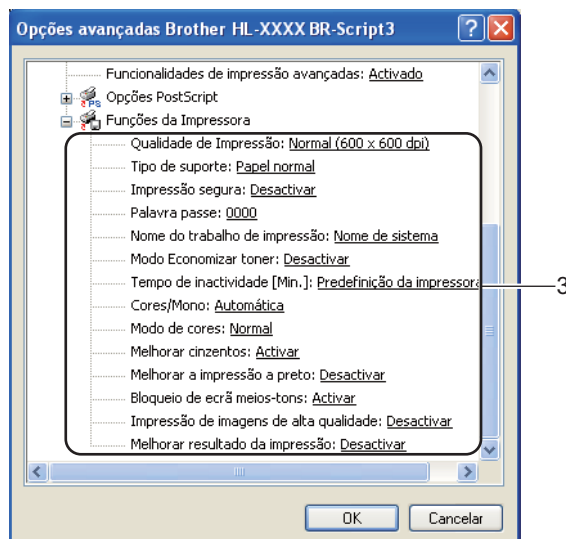 Opções avançadas Brother HL-XXXX BR-Script3
Funcionalidades de impressão avançadas: Activado
Opções PostScript
Funções da Impressora
Qualidade de Impressão: Normal (600 x 600 dpi)
Tipo de suporte: Papel normal
Impressão segura: Desactivar
Palavra passe: 0000
Nome do trabalho de impressão: Nome de sistema
Modo Economizar toner: Desactivar
Tempo de inactividade [Min.]: Predefinição da impressora
3
Cores/Mono: Automática
Modo de cores: Normal
Melhorar cinzentos: Activar
Melhorar a impressão a preto: Desactivar
Bloqueio de ecrã meios-tons: Activar
Impressão de imagens de alta qualidade: Desactivar
Melhorar resultado da impressão: Desactivar
OK
Cancelar